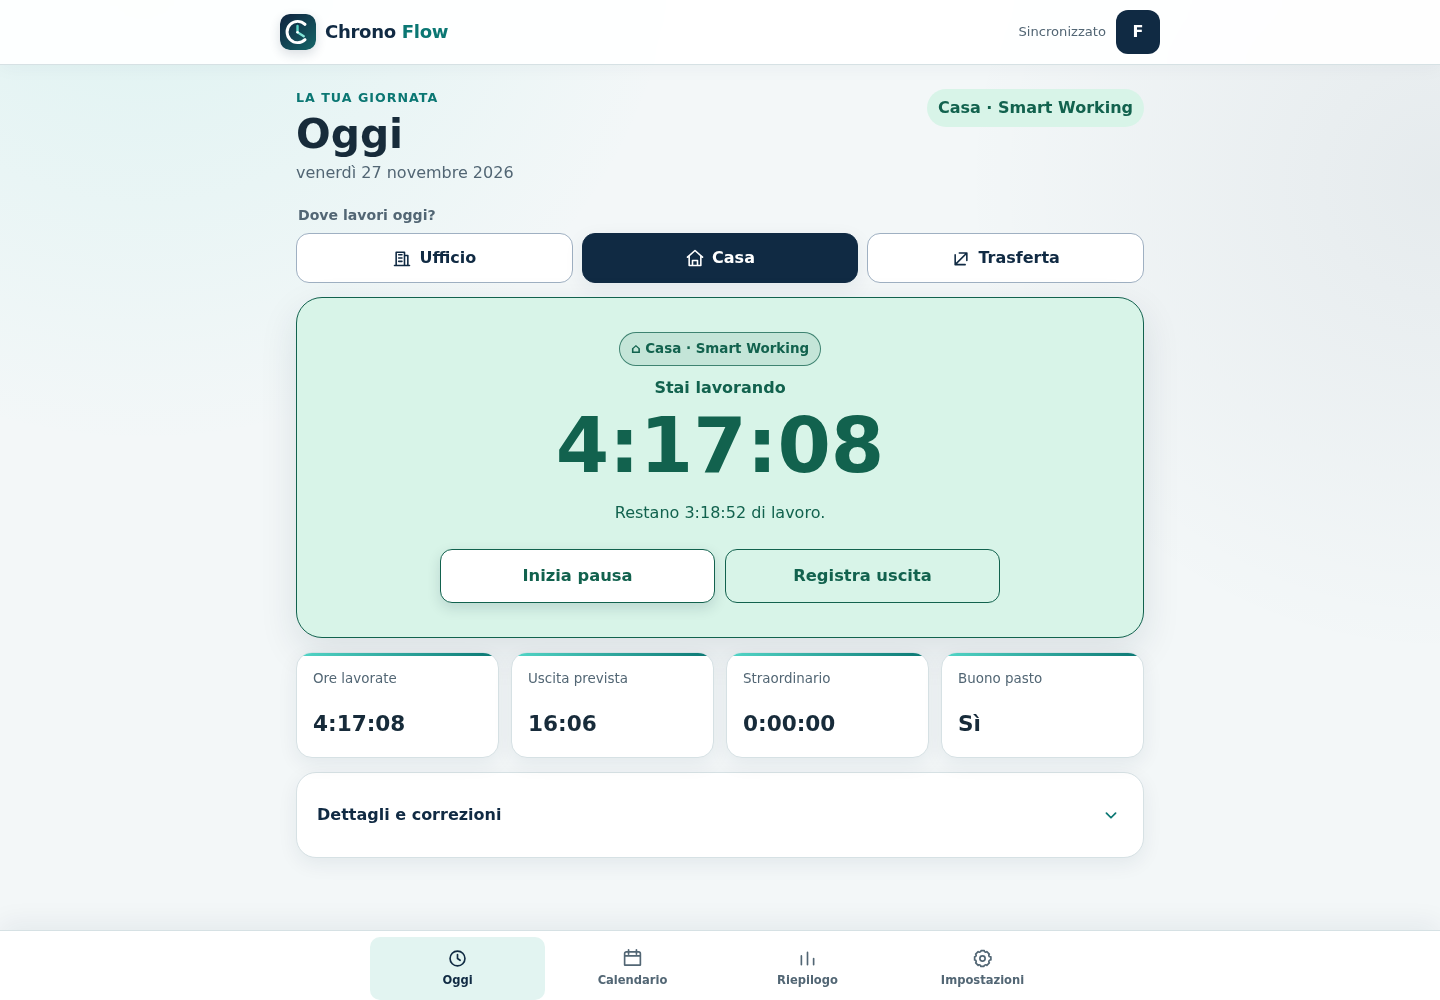 Chrono Flow
Sincronizzato
F
LA TUA GIORNATA
Oggi
venerdì 27 novembre 2026
Casa · Smart Working
Dove lavori oggi?
Ufficio
Casa
Trasferta
⌂ Casa · Smart Working
Stai lavorando
4:17:08
Restano 3:18:52 di lavoro.
Inizia pausa
Registra uscita
Ore lavorate
4:17:08
Uscita prevista
16:06
Straordinario
0:00:00
Buono pasto
Sì
Dettagli e correzioni
Oggi
Calendario
Riepilogo
Impostazioni